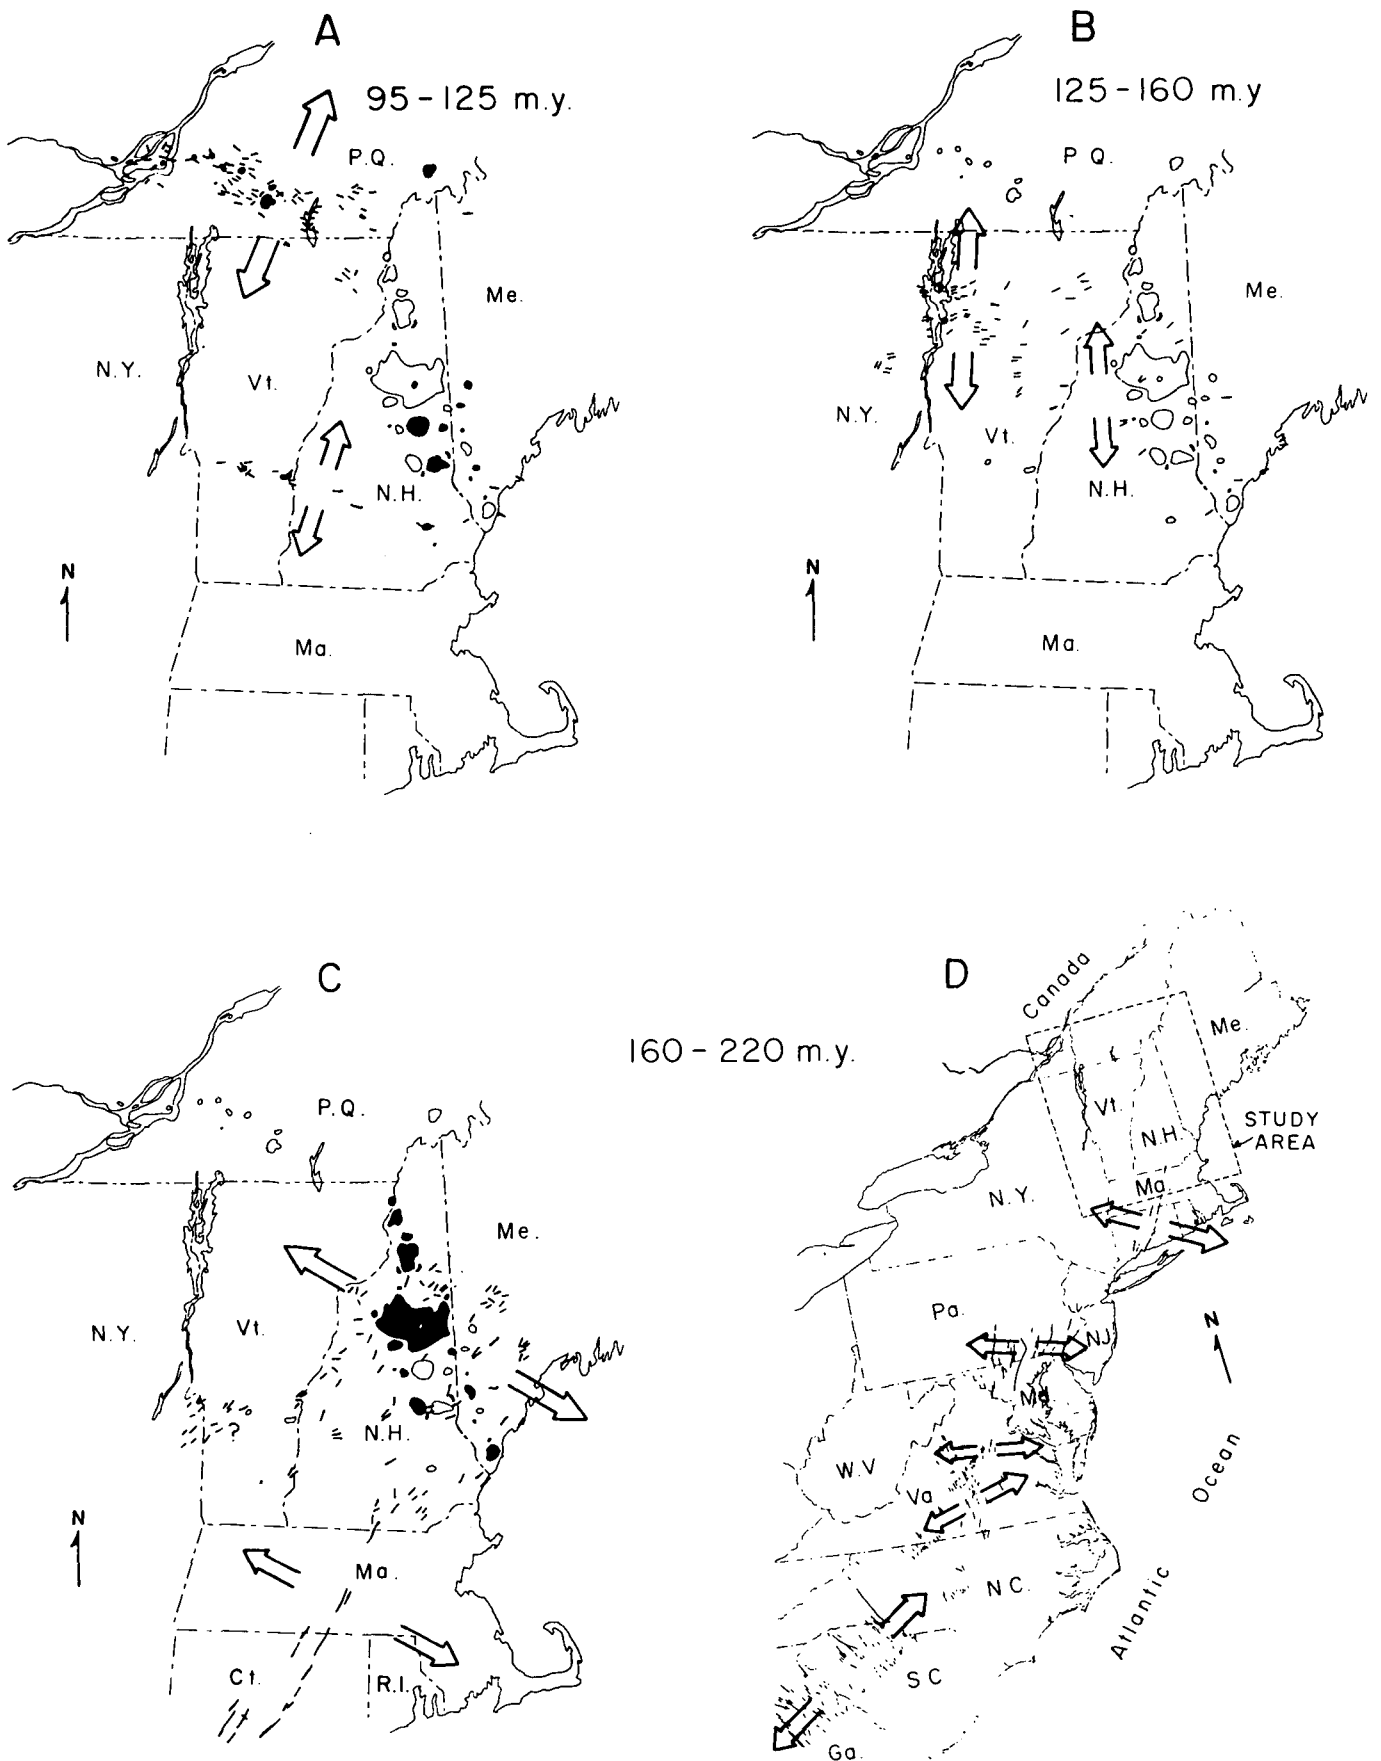 A
95-125 m.y.
P.Q.
Me.
N.Y.
Vt.
N.H.
N
Ma.
B
125-160 m.y
P Q.
Me.
N.Y.
Vt.
N.H.
N
Ma.
C
160-220 m.y.
P.Q.
Me.
N.Y.
Vt.
?
N.H.
N
Ma.
Ct.
R.I.
D
Canada
Me.
Vt.
N.H.
STUDY
AREA
N.Y.
Ma.
Pa.
NJ.
N
Md
W.V
Va
Ocean
Atlantic
N C.
S C
Ga.